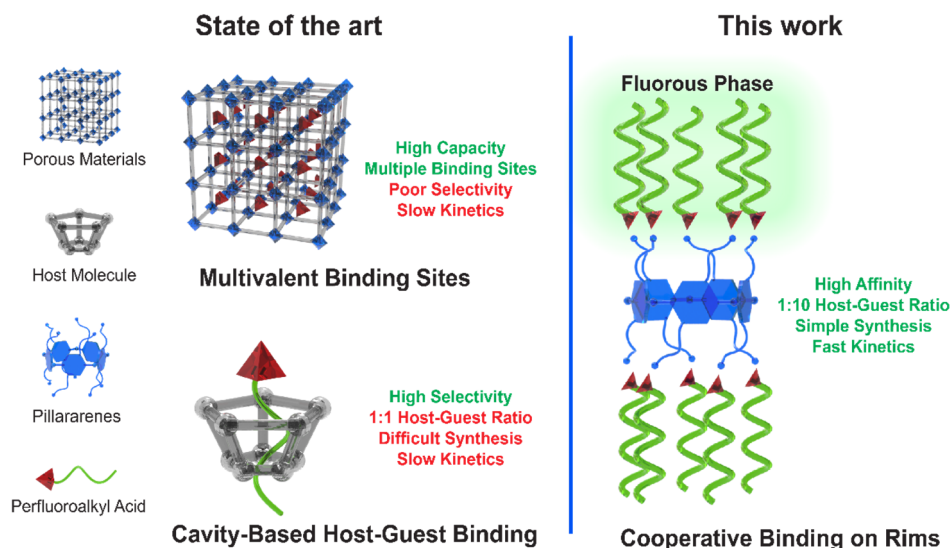 State of the art
This work
Porous Materials
Host Molecule
Pillararenes
Perfluoroalkyl Acid
High Capacity
Multiple Binding Sites
Poor Selectivity
Slow Kinetics
Multivalent Binding Sites
High Selectivity
1:1 Host-Guest Ratio
Difficult Synthesis
Slow Kinetics
Cavity-Based Host-Guest Binding
Fluorous Phase
High Affinity
1:10 Host-Guest Ratio
Simple Synthesis
Fast Kinetics
Cooperative Binding on Rims